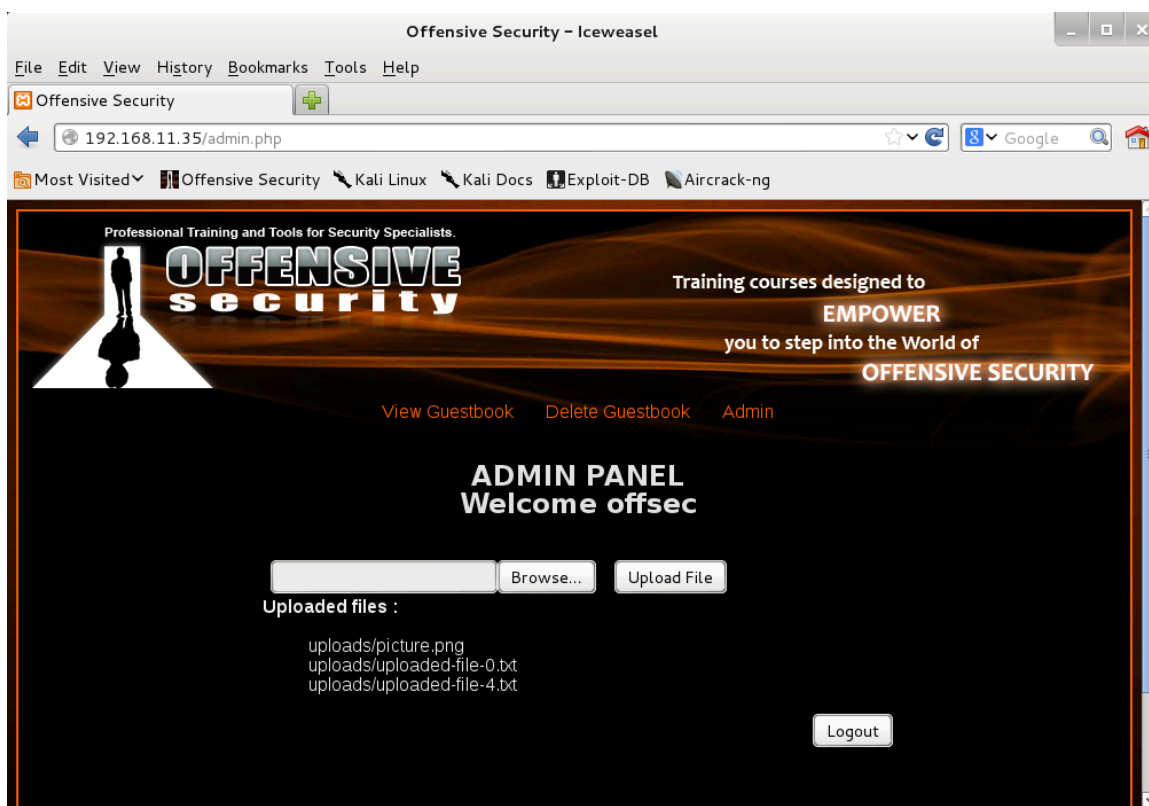 Offensive Security – Iceweasel
File Edit View History Bookmarks Tools Help
Offensive Security
192.168.11.35/admin.php
Google
Most Visited Offensive Security Kali Linux Kali Docs Exploit-DB Aircrack-ng
Professional Training and Tools for Security Specialists.
OFFENSIVE
security
Training courses designed to
EMPOWER
you to step into the World of
OFFENSIVE SECURITY
View Guestbook Delete Guestbook Admin
ADMIN PANEL
Welcome offsec
Browse... Upload File
Uploaded files :
uploads/picture.png
uploads/uploaded-file-0.txt
uploads/uploaded-file-4.txt
Logout